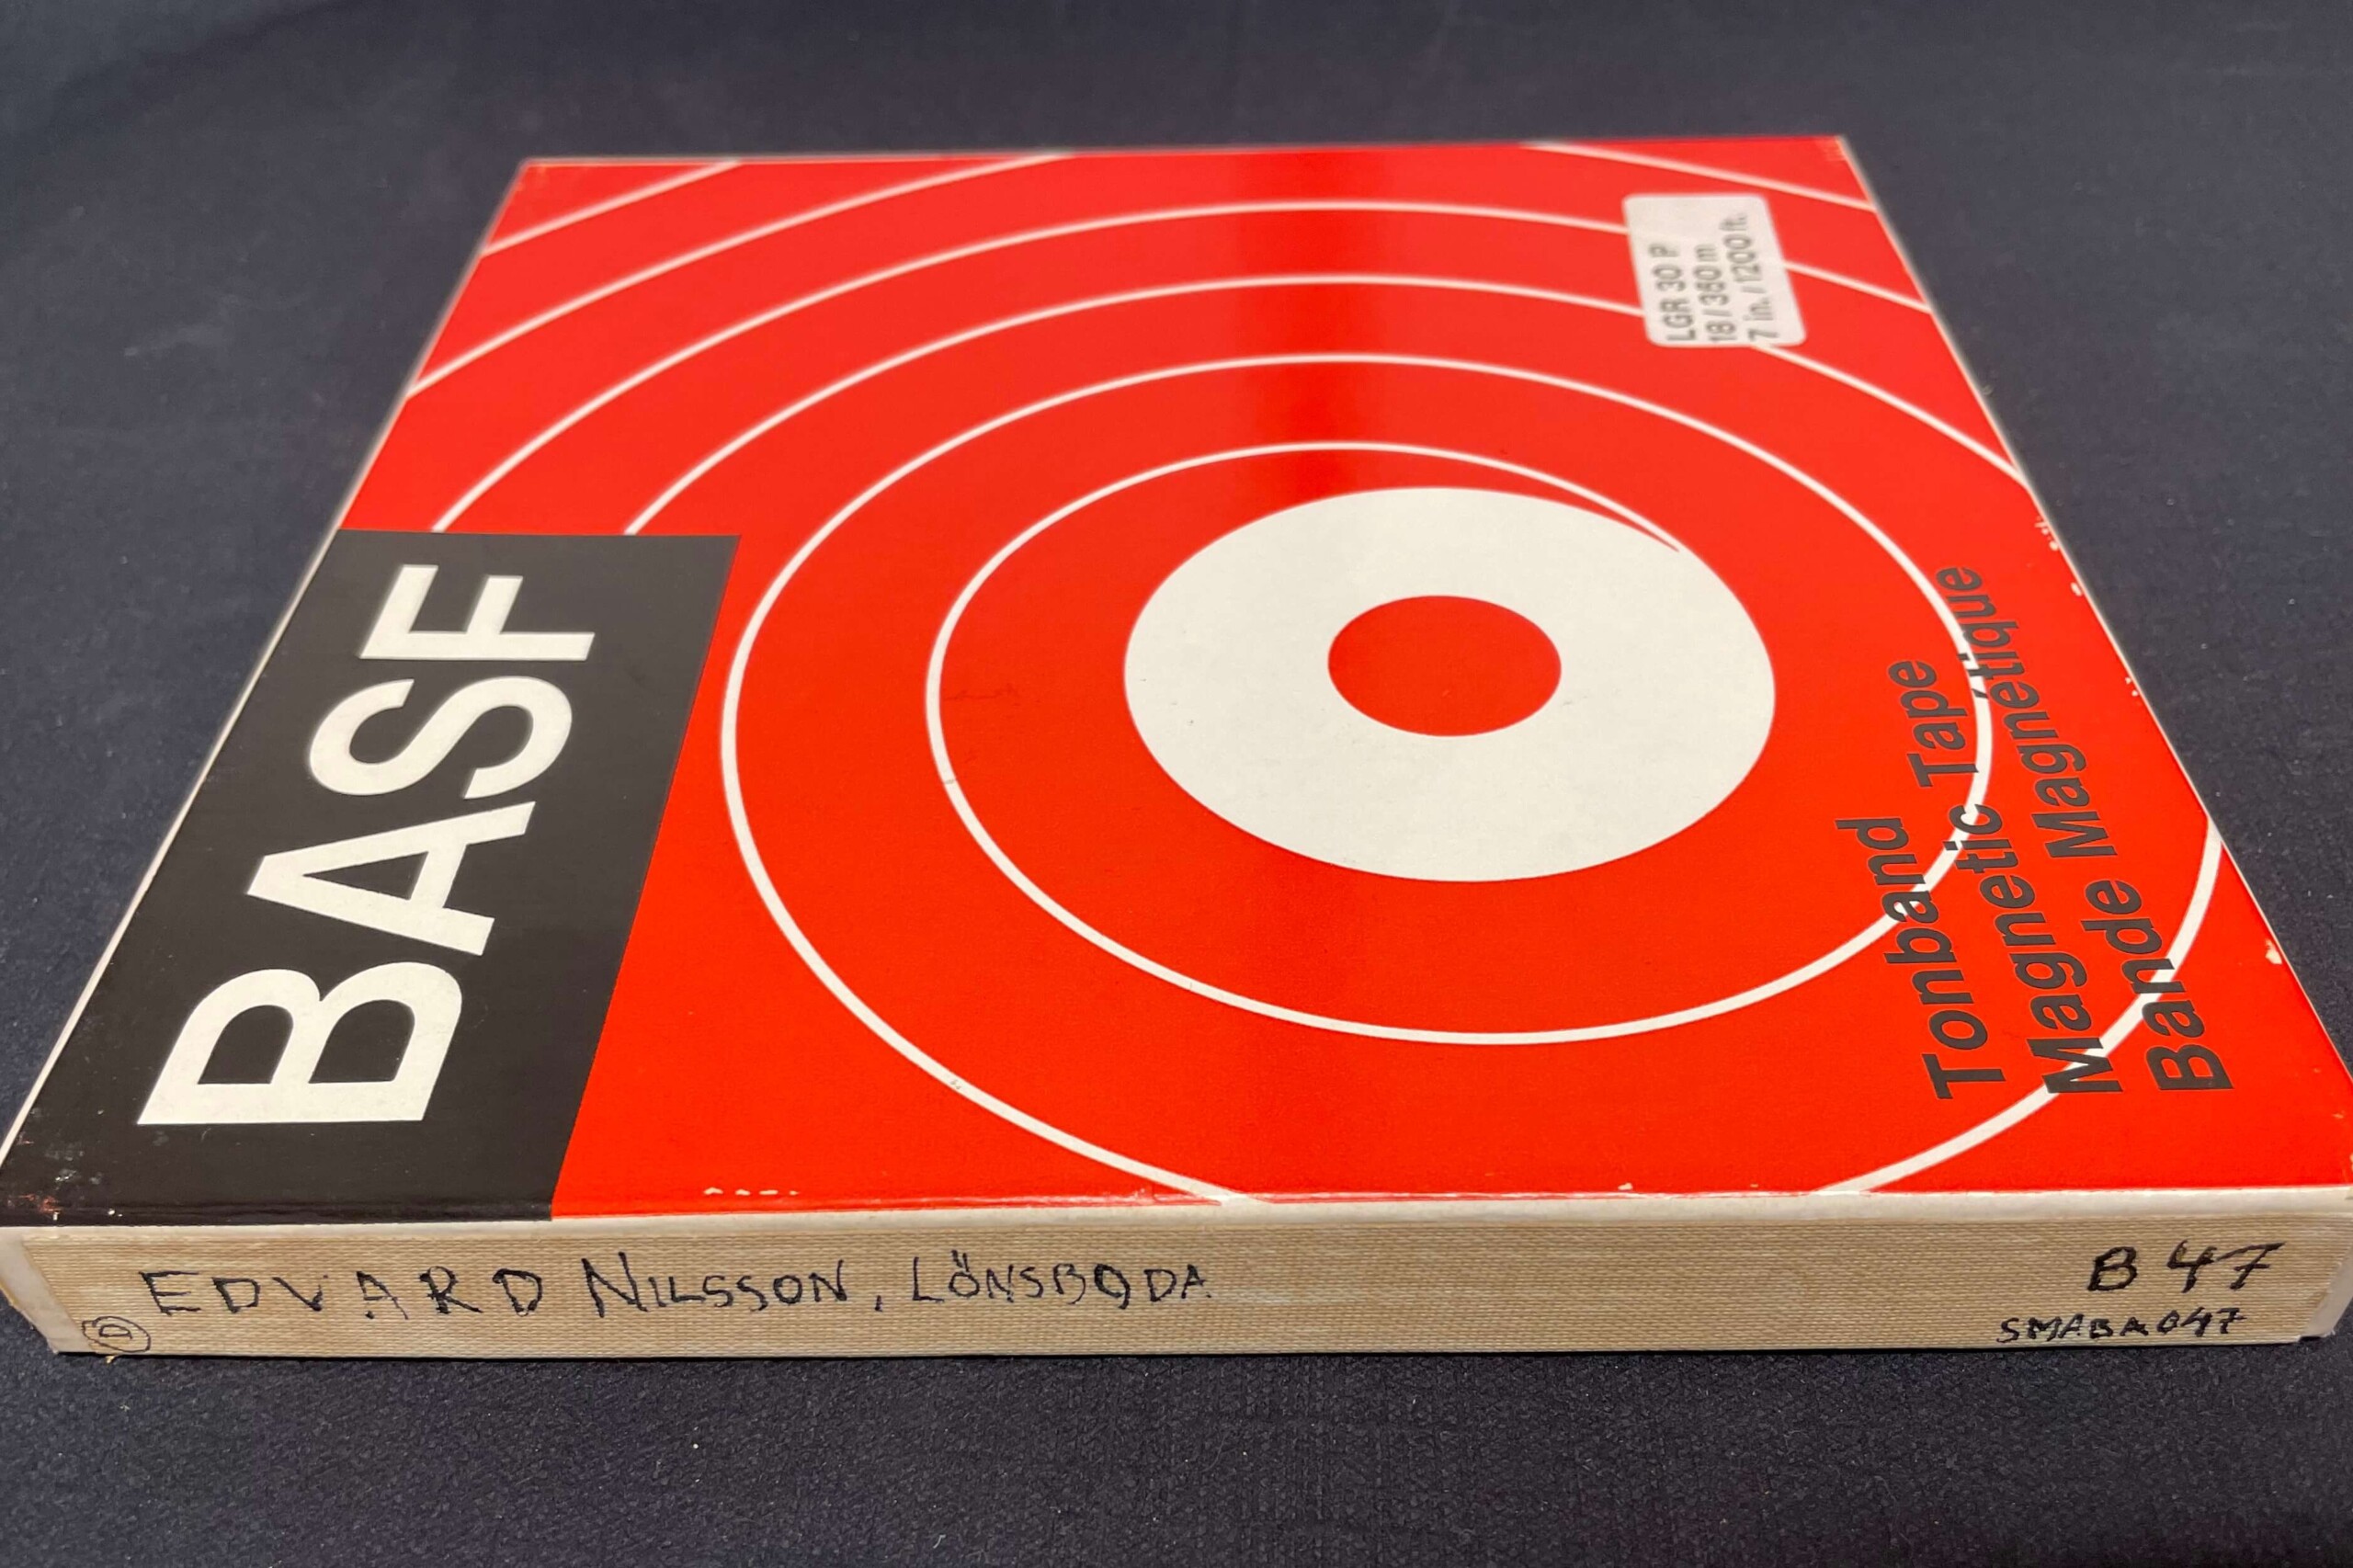 BASF
LGR 30 P
18 / 360 m
7 in. / 1200 ft.
Tonband
Magnetic Tape
Bande Magnétique
EDVARD NILSSON, LÖNSBODA
D
B 47
SMABA047